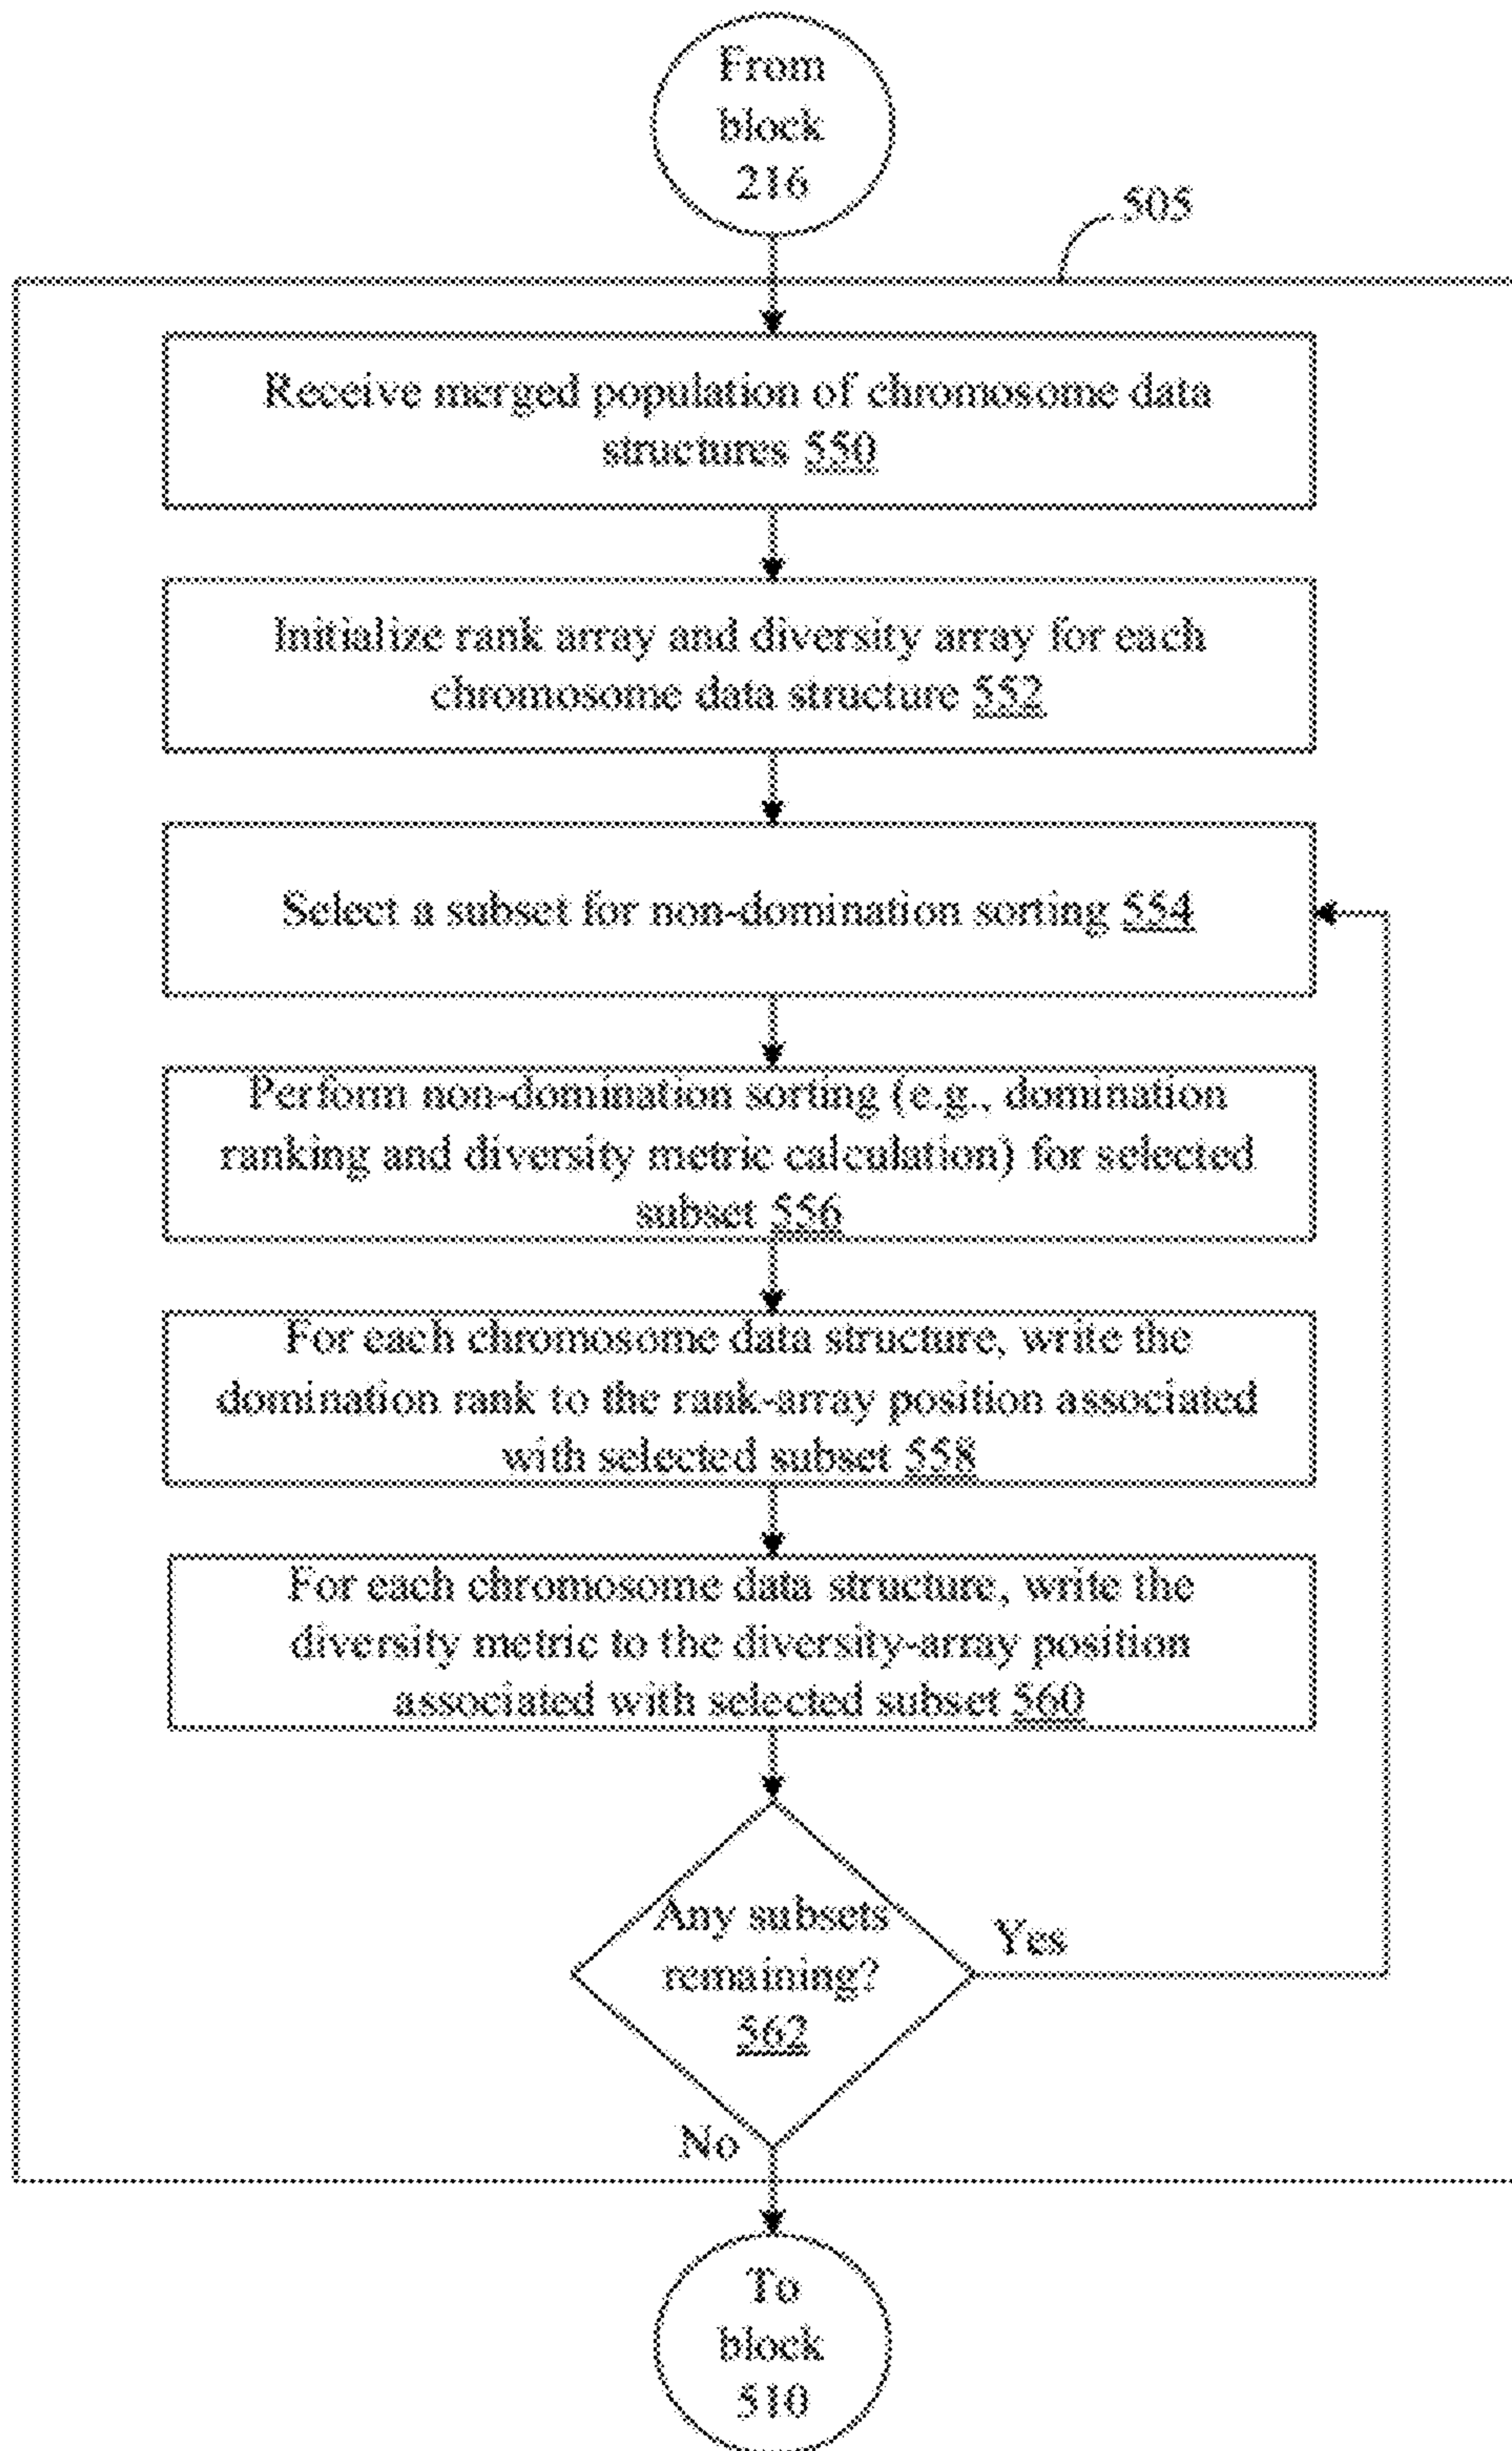 From
block
216
505
Receive merged population of chromosome data
structures 550
Initialize rank array and diversity array for each
chromosome data structure 552
Select a subset for non-domination sorting 554
Perform non-domination sorting (e.g., domination
ranking and diversity metric calculation) for selected
subset 556
For each chromosome data structure, write the
domination rank to the rank-array position associated
with selected subset 558
For each chromosome data structure, write the
diversity metric to the diversity-array position
associated with selected subset 560
Any subsets
remaining?
562
Yes
No
To
block
510